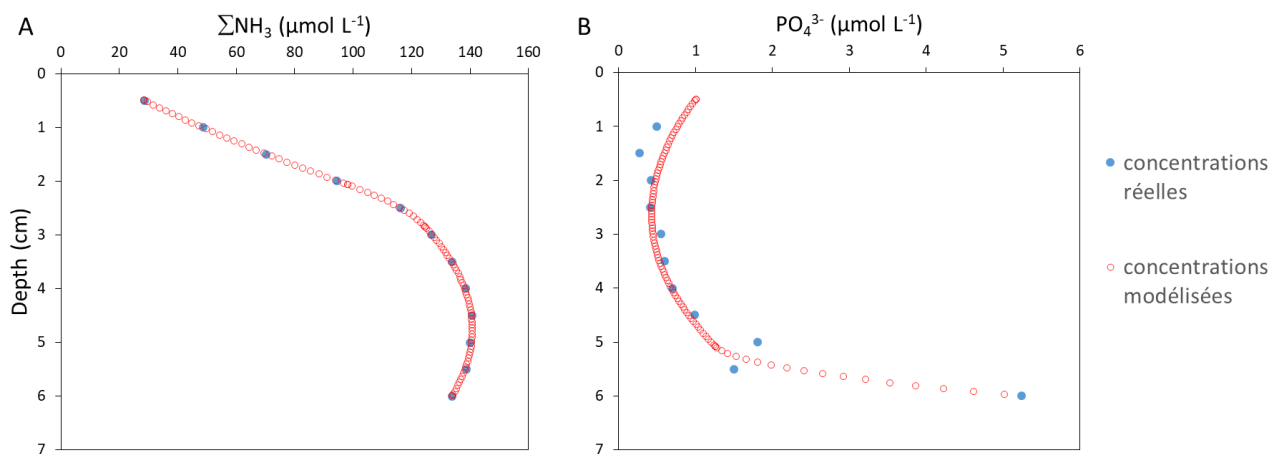 A
∑NH₃ (µmol L⁻¹)
0 20 40 60 80 100 120 140 160
Depth (cm)
0
1
2
3
4
5
6
7
B
PO₄³⁻ (µmol L⁻¹)
0 1 2 3 4 5 6
0
1
2
3
4
5
6
7
concentrations
réelles
concentrations
modélisées